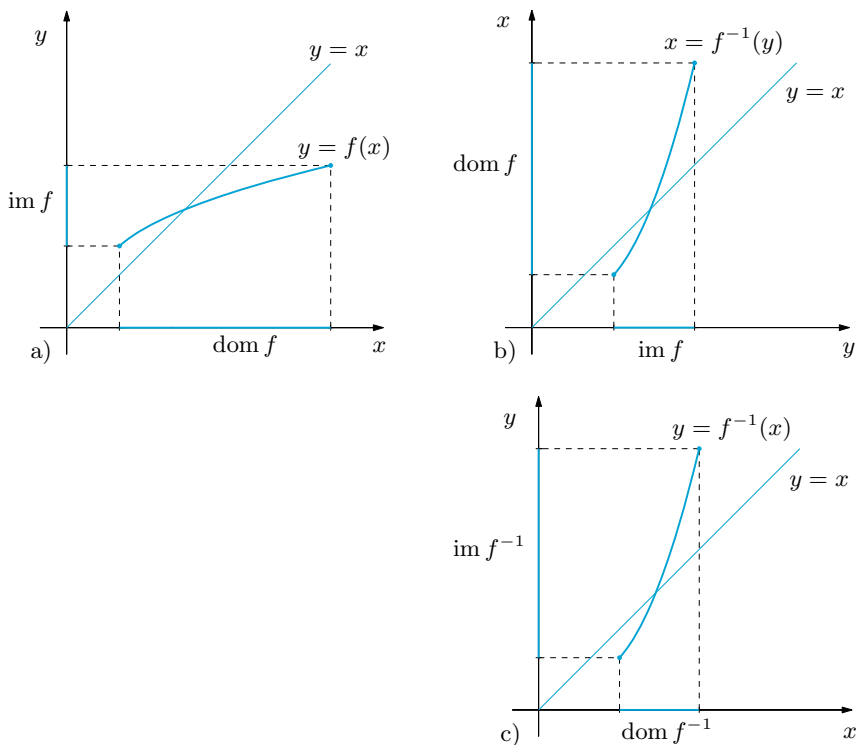 y
y = x
y = f(x)
im f
dom f
x
a)
x
x = f⁻¹(y)
y = x
dom f
b)
im f
y
y
y = f⁻¹(x)
y = x
im f⁻¹
c)
dom f⁻¹
x